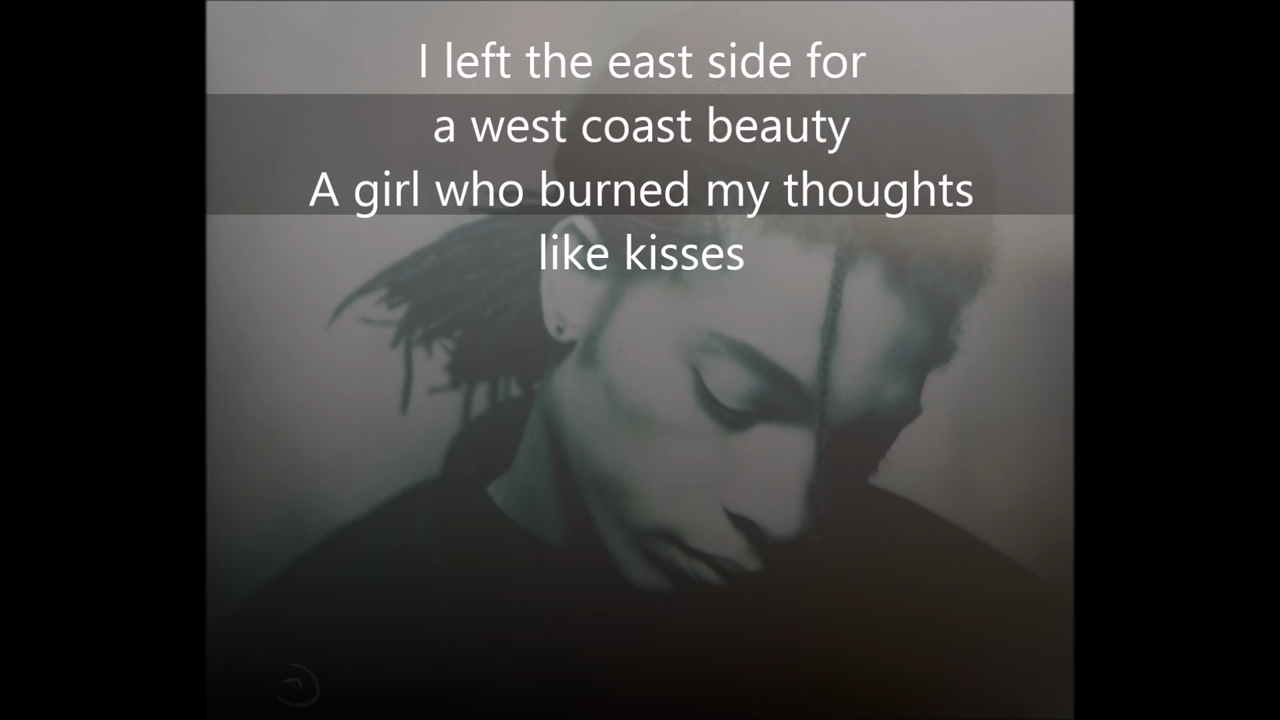 I left the east side for
a west coast beauty
A girl who burned my thoughts
like kisses